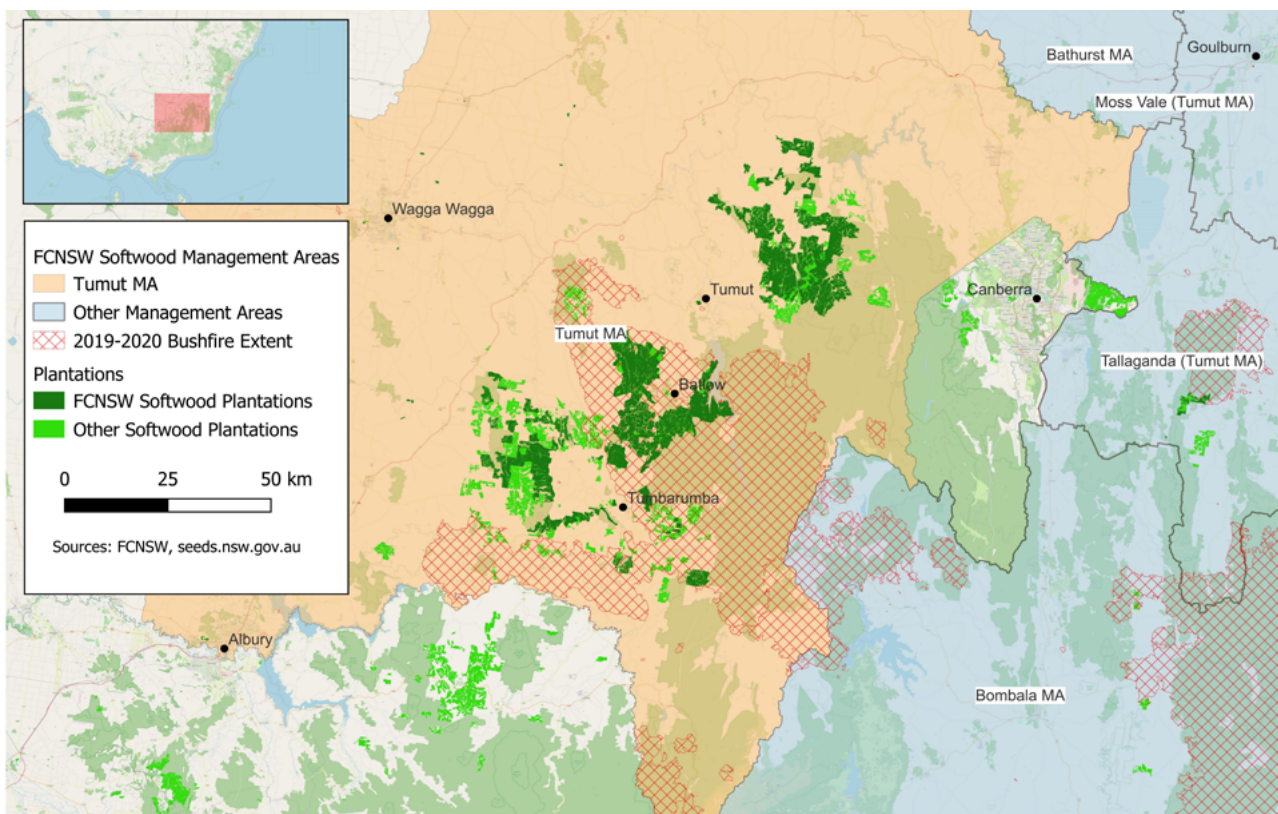 Bathurst MA
Goulburn
Moss Vale (Tumut MA)
Wagga Wagga
FCNSW Softwood Management Areas
Tumut MA
Other Management Areas
2019-2020 Bushfire Extent
Plantations
FCNSW Softwood Plantations
Other Softwood Plantations
0 25 50 km
Sources: FCNSW, seeds.nsw.gov.au
Tumut
Canberra
Tumut MA
Tallaganda (Tumut MA)
Batlow
Tumbarumba
Albury
Bombala MA